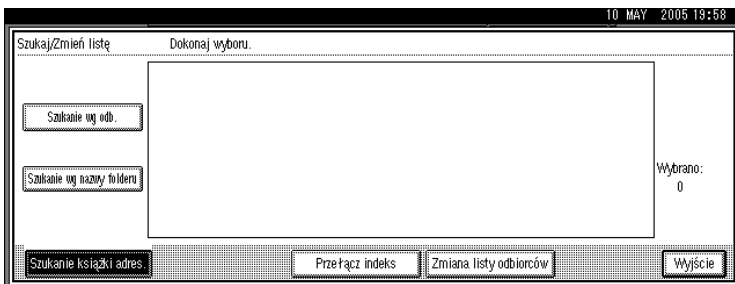 10 MAY 2005 19:58
Szukaj/Zmień listę Dokonaj wyboru.
Szukanie wg odb.
Szukanie wg nazwy folderu
Wybrano:
0
Szukanie książki adres. Przełącz indeks Zmiana listy odbiorców Wyjście